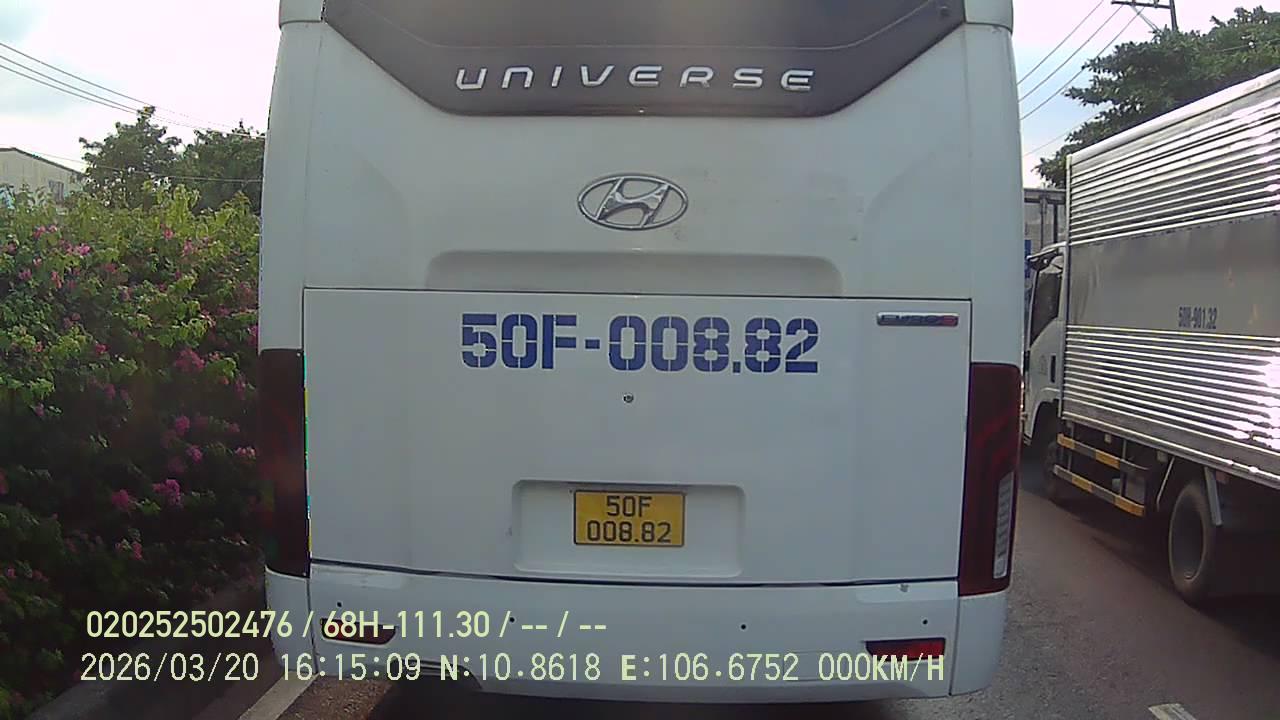 UNIVERSE
50F-008.82
50H-901.32
50F
008.82
020252502476 / 68H-111.30 / -- / --
2026/03/20 16:15:09 N:10.8618 E:106.6752 000KM/H